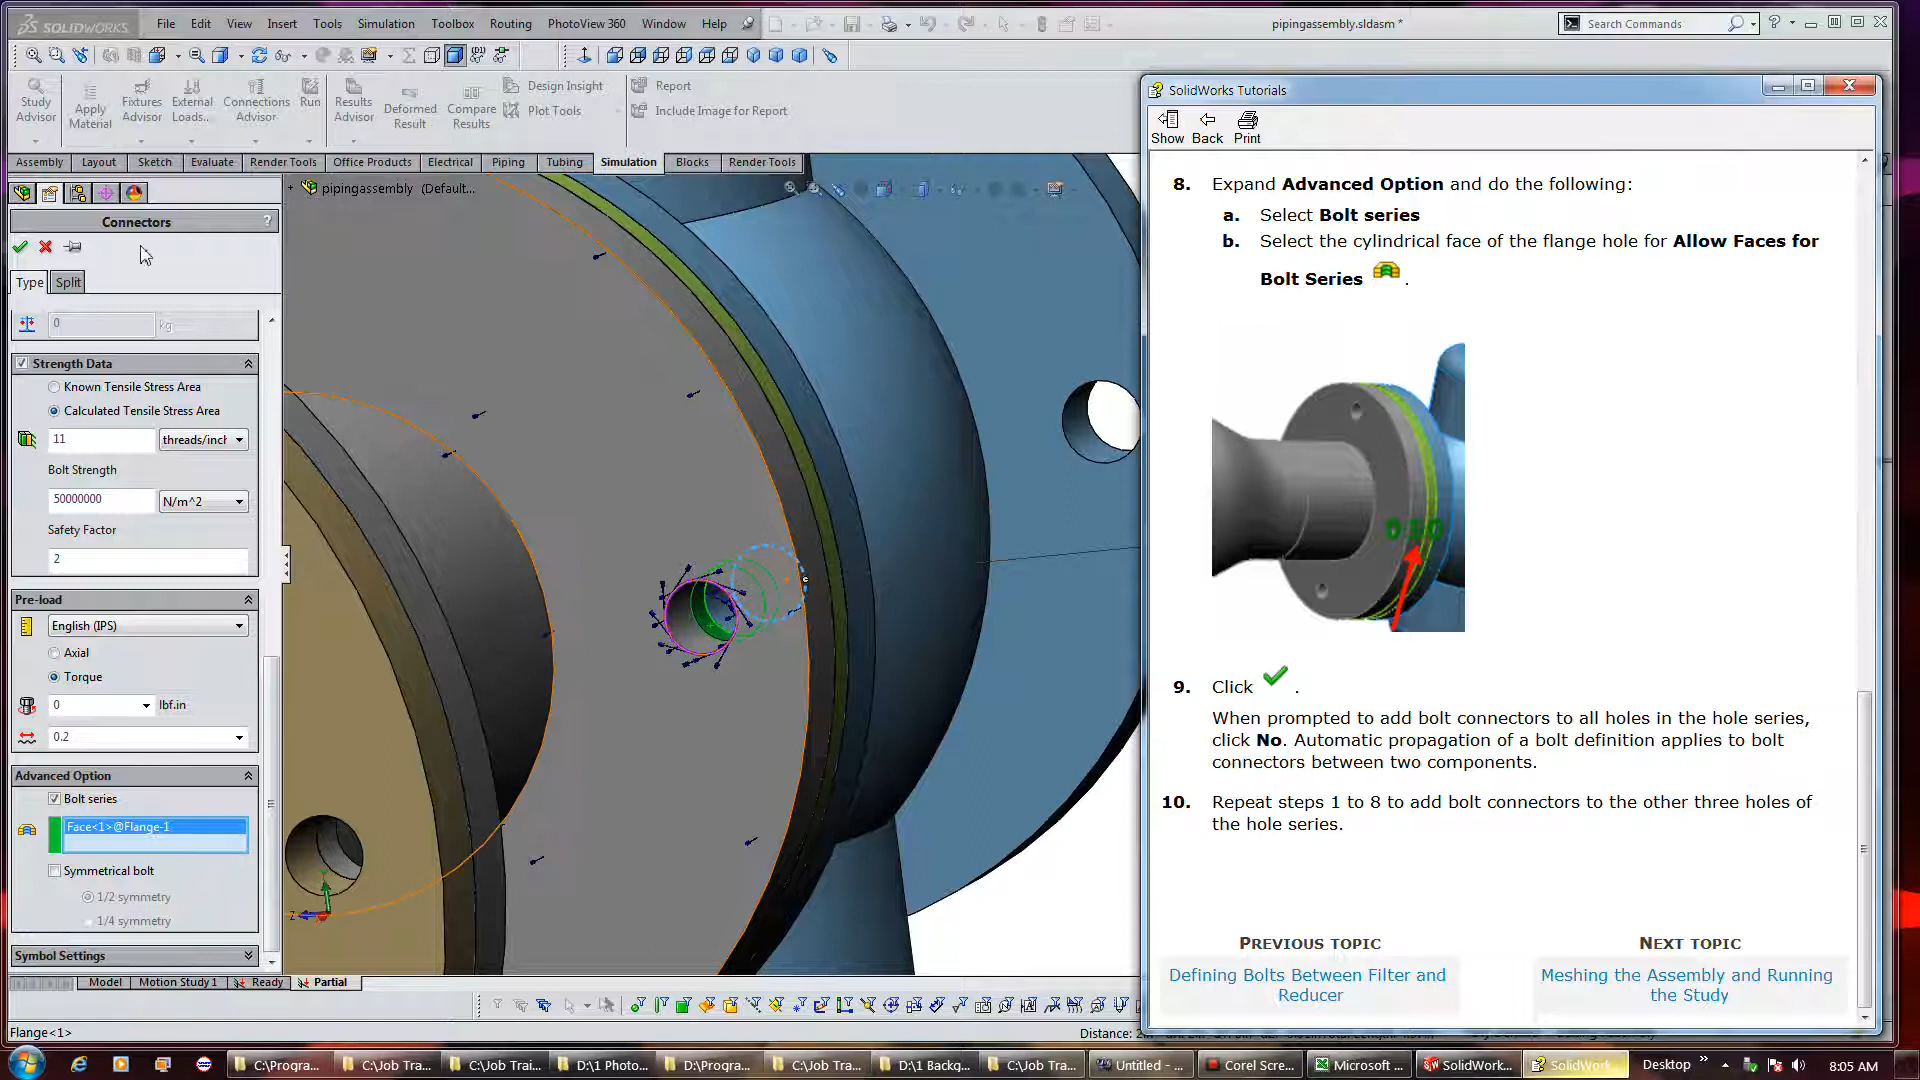 SOLIDWORKS
File Edit View Insert Tools Simulation Toolbox Routing PhotoView 360 Window Help
pipingassembly.sldasm *
Search Commands
Study Advisor
Apply Material
Fixtures Advisor
External Loads..
Connections Advisor
Run
Results Advisor
Deformed Result
Compare Results
Design Insight
Plot Tools
Report
Include Image for Report
Assembly Layout Sketch Evaluate Render Tools Office Products Electrical Piping Tubing Simulation Blocks Render Tools
pipingassembly (Default...
Connectors
?
Type Split
0 kg
Strength Data
Known Tensile Stress Area
Calculated Tensile Stress Area
11 threads/inch
Bolt Strength
50000000 N/m^2
Safety Factor
2
Pre-load
English (IPS)
Axial
Torque
0 lbf.in
0.2
Advanced Option
Bolt series
Face<1>@Flange-1
Symmetrical bolt
1/2 symmetry
1/4 symmetry
Symbol Settings
Model Motion Study1 Ready Partial
Flange<1>
SolidWorks Tutorials
Show Back Print
8. Expand Advanced Option and do the following:
a. Select Bolt series
b. Select the cylindrical face of the flange hole for Allow Faces for
Bolt Series .
9. Click .
When prompted to add bolt connectors to all holes in the hole series,
click No. Automatic propagation of a bolt definition applies to bolt
connectors between two components.
10. Repeat steps 1 to 8 to add bolt connectors to the other three holes of
the hole series.
PREVIOUS TOPIC
Defining Bolts Between Filter and
Reducer
NEXT TOPIC
Meshing the Assembly and Running
the Study
C:\Progra... C:\Job Tra... C:\Job Trai... D:\1 Photo... D:\Progra... C:\Job Tra... D:\1 Backg... C:\Job Tra... Untitled - ... Corel Scre... Microsoft ... SolidWork... SolidWork... Desktop 8:05 AM